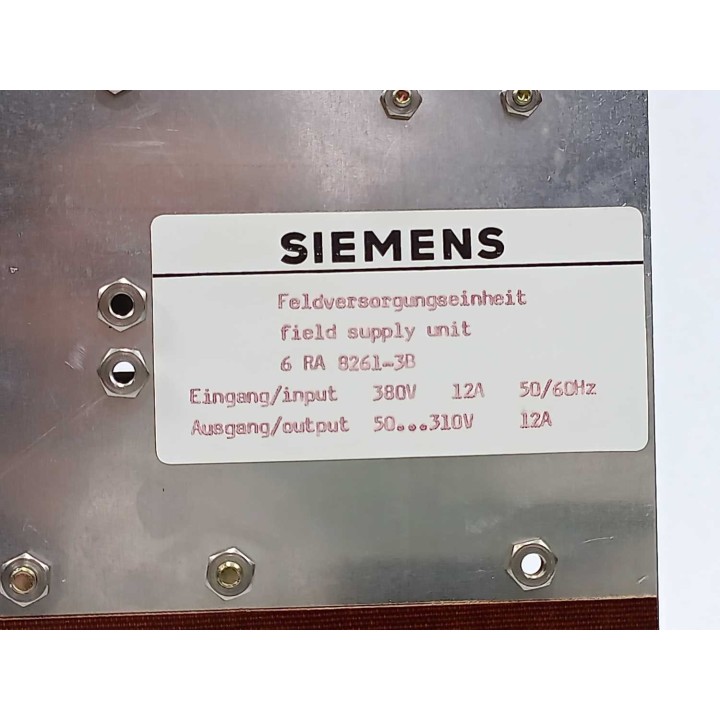 SIEMENS
Feldversorgungseinheit
field supply unit
6 RA 8261-3B
Eingang/input 380V 12A 50/60Hz
Ausgang/output 50...310V 12A